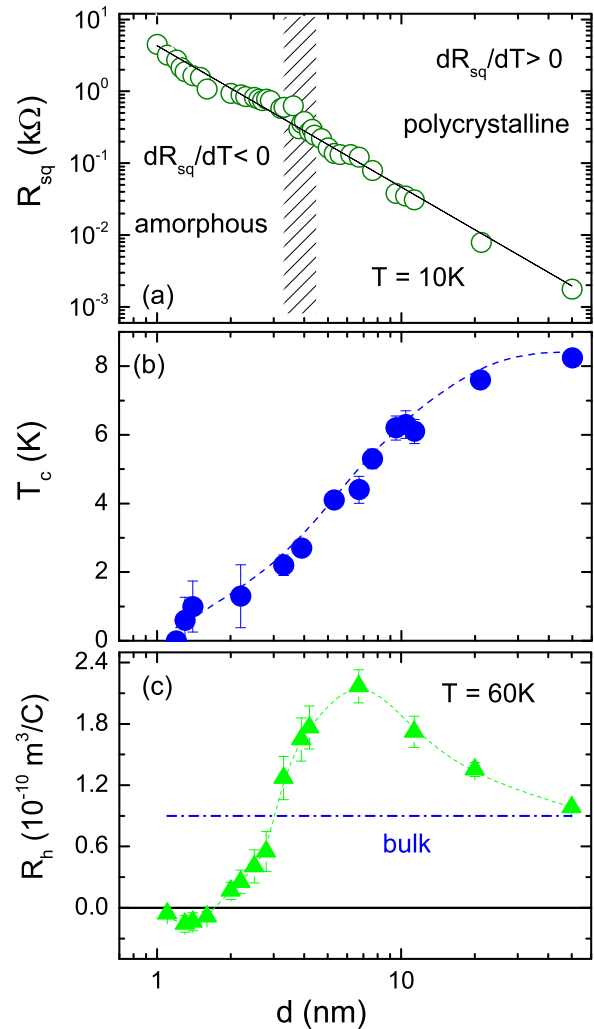 10¹
10⁰
10⁻¹
10⁻²
10⁻³
R_sq (kΩ)
dR_sq/dT> 0
polycrystalline
dR_sq/dT< 0
amorphous
(a)
T = 10K
(b)
8
6
4
2
0
T_c (K)
(c)
T = 60K
2.4
1.8
1.2
0.6
0.0
R_h (10⁻¹⁰ m³/C)
bulk
1
10
d (nm)